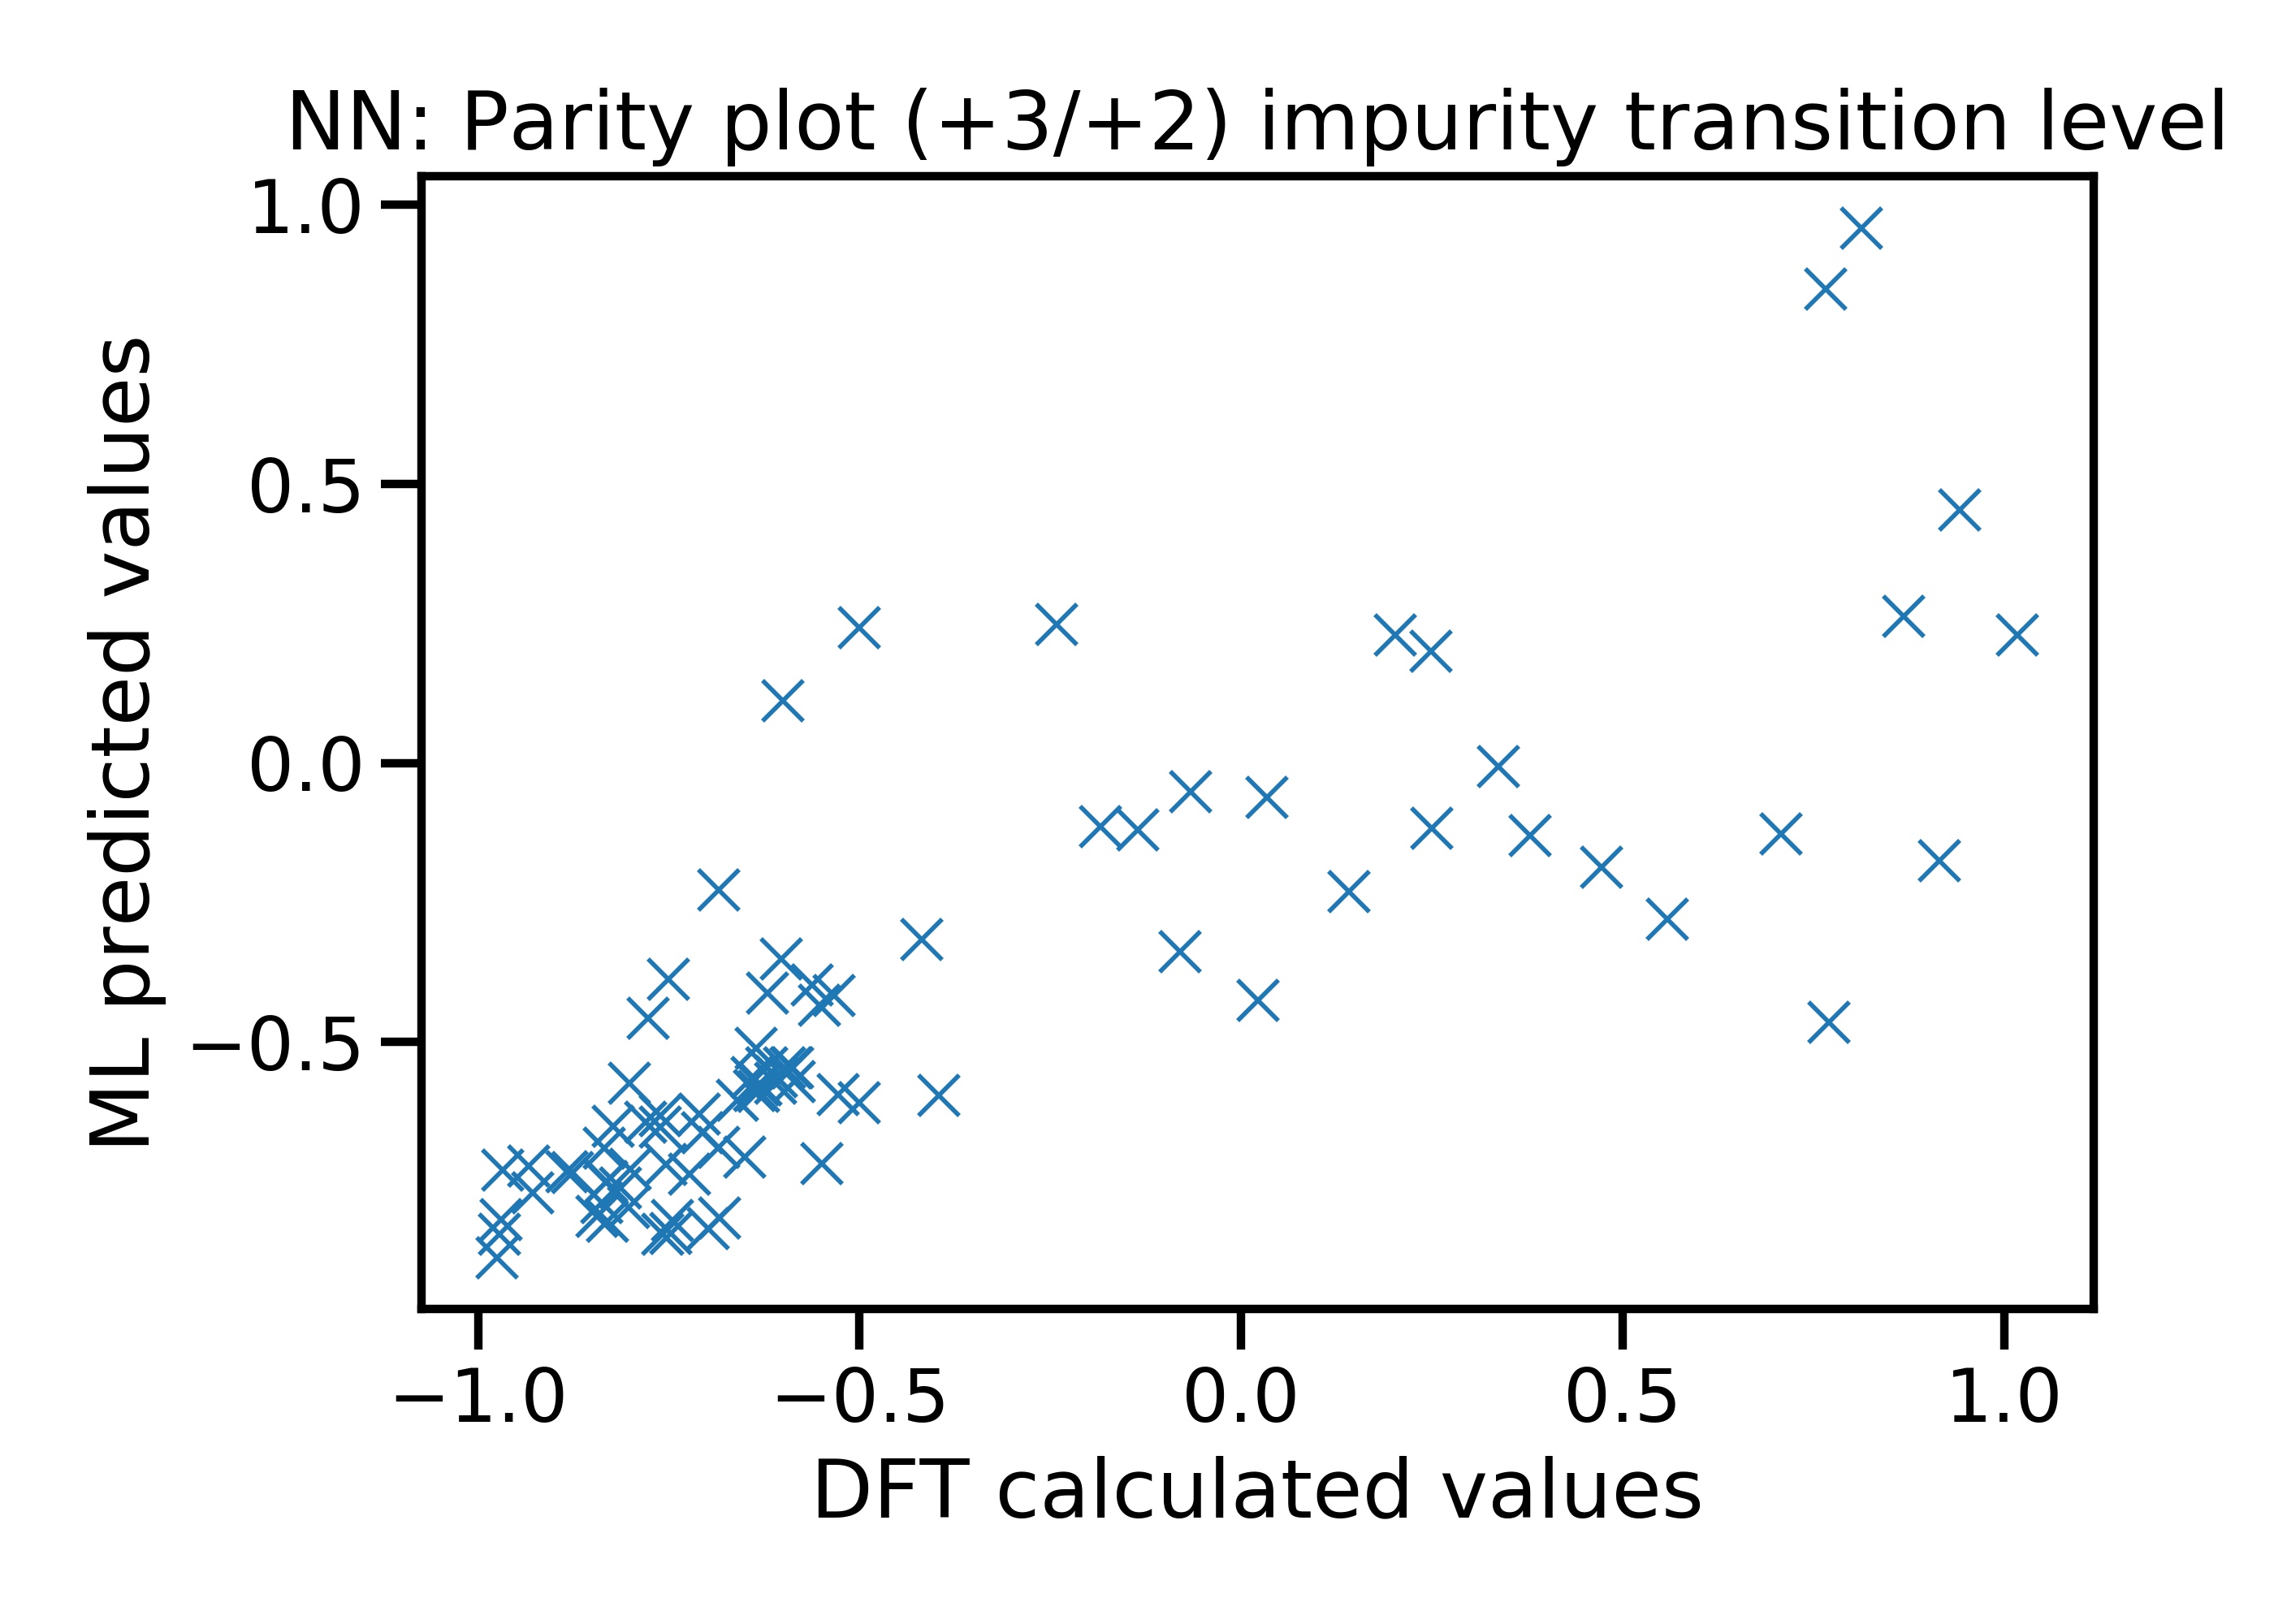 NN: Parity plot (+3/+2) impurity transition level
1.0
0.5
0.0
−0.5
ML predicted values
−1.0 −0.5 0.0 0.5 1.0
DFT calculated values